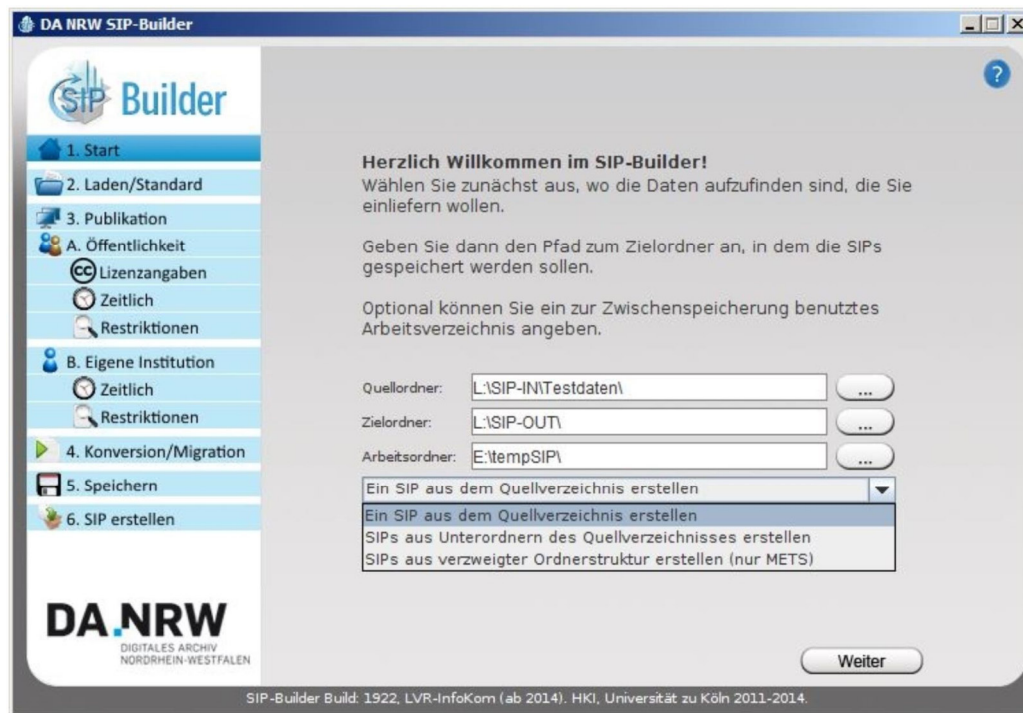 DA NRW SIP-Builder
SIP Builder
1. Start
2. Laden/Standard
3. Publikation
A. Öffentlichkeit
cc Lizenzangaben
Zeitlich
Restriktionen
B. Eigene Institution
Zeitlich
Restriktionen
4. Konversion/Migration
5. Speichern
6. SIP erstellen
DA.NRW
DIGITALES ARCHIV
NORDRHEIN-WESTFALEN
?
Herzlich Willkommen im SIP-Builder!
Wählen Sie zunächst aus, wo die Daten aufzufinden sind, die Sie
einliefern wollen.
Geben Sie dann den Pfad zum Zielordner an, in dem die SIPs
gespeichert werden sollen.
Optional können Sie ein zur Zwischenspeicherung benutztes
Arbeitsverzeichnis angeben.
Quellordner: L:\SIP-IN\Testdaten\ ...
Zielordner: L:\SIP-OUT\ ...
Arbeitsordner: E:\tempSIP\ ...
Ein SIP aus dem Quellverzeichnis erstellen
Ein SIP aus dem Quellverzeichnis erstellen
SIPs aus Unterordnern des Quellverzeichnisses erstellen
SIPs aus verzweigter Ordnerstruktur erstellen (nur METS)
Weiter
SIP-Builder Build: 1922, LVR-InfoKom (ab 2014). HKI, Universität zu Köln 2011-2014.